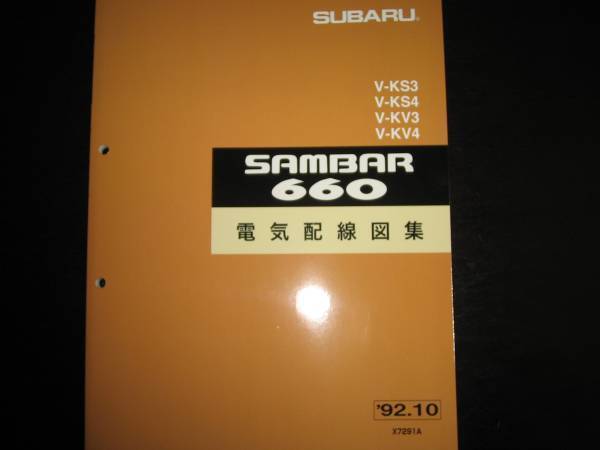 SUBARU®
V-KS3
V-KS4
V-KV3
V-KV4
SAMBAR
660
電気配線図集
'92.10
X7291A